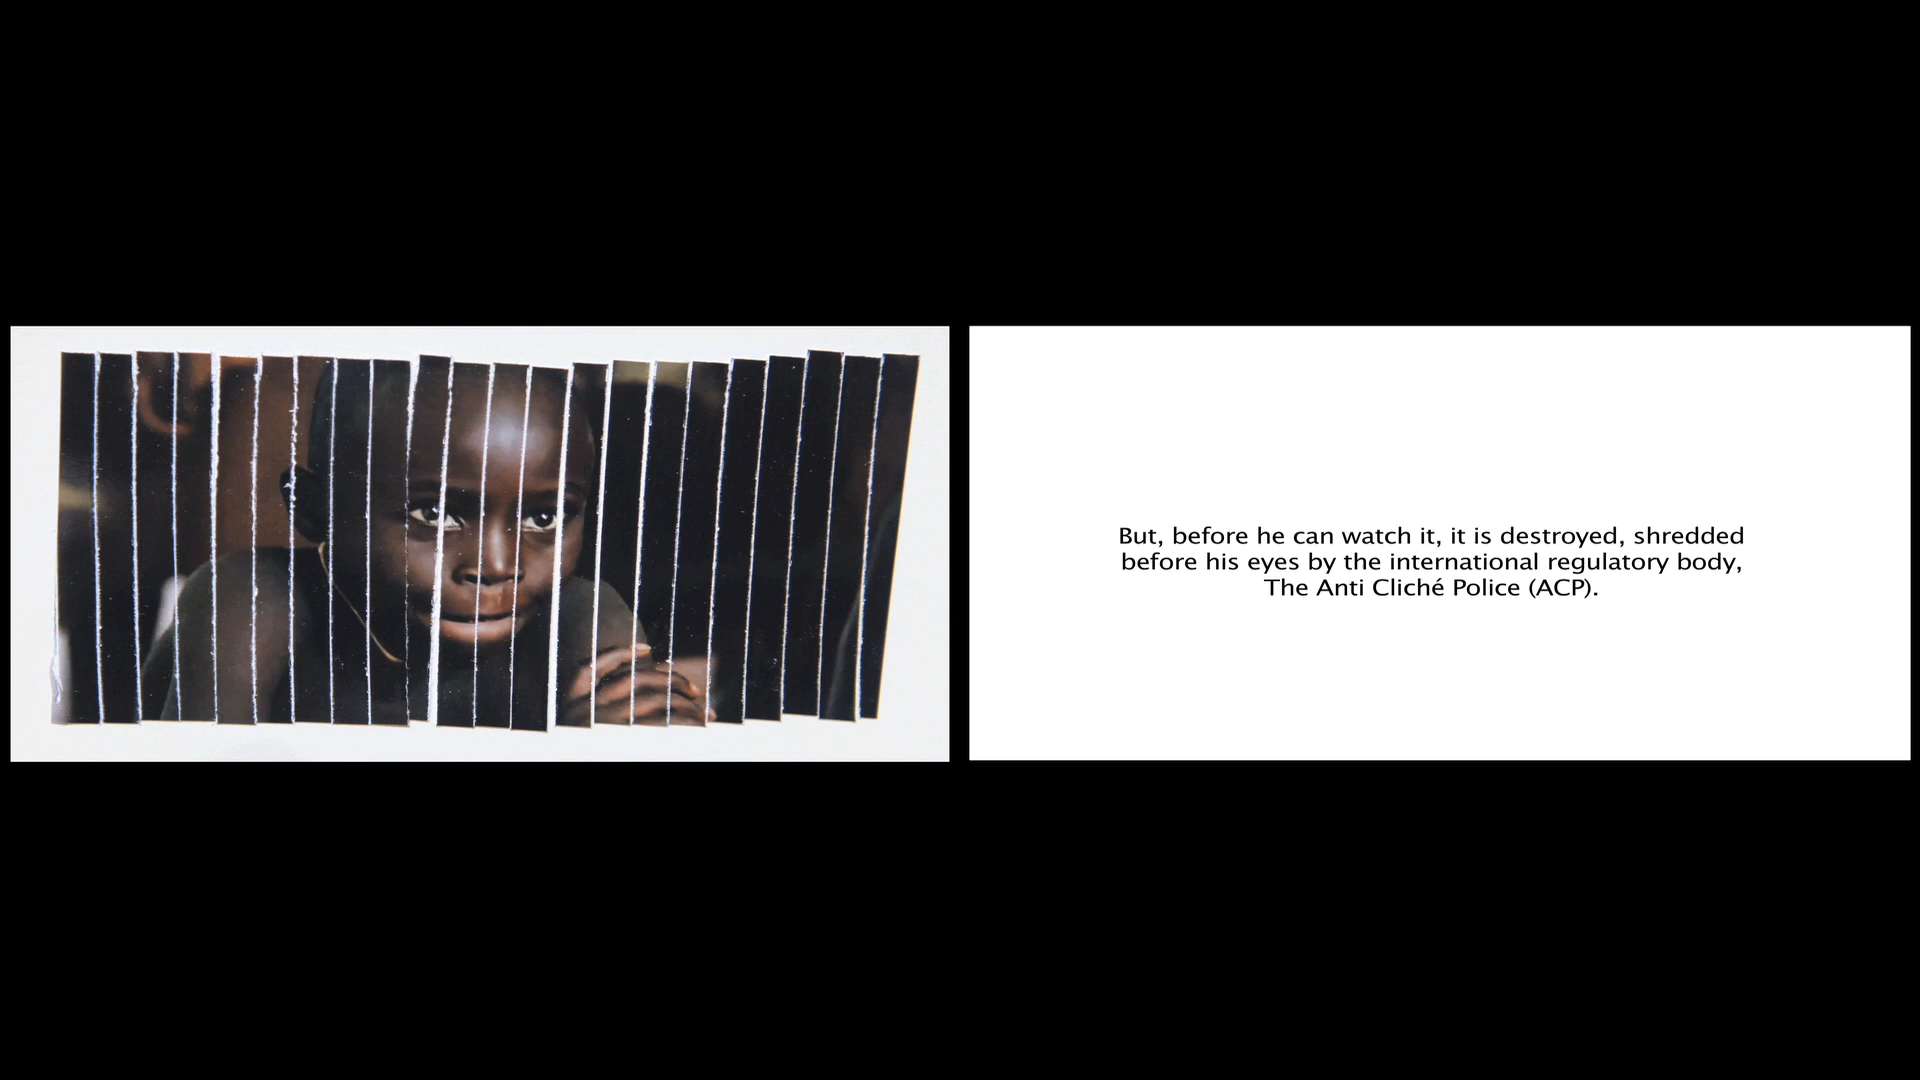 But, before he can watch it, it is destroyed, shredded
before his eyes by the international regulatory body,
The Anti Cliché Police (ACP).